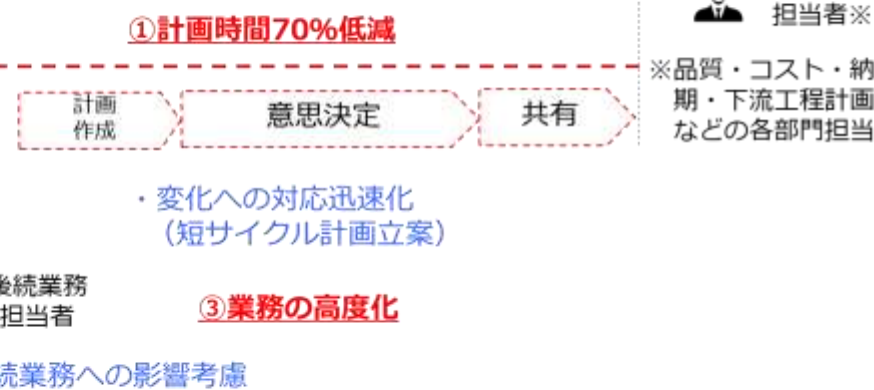 ①計画時間70%低減
担当者※
※品質・コスト・納
期・下流工程計画
などの各部門担当
計画
作成
意思決定
共有
・変化への対応迅速化
（短サイクル計画立案）
後続業務
担当者
③業務の高度化
続業務への影響考慮